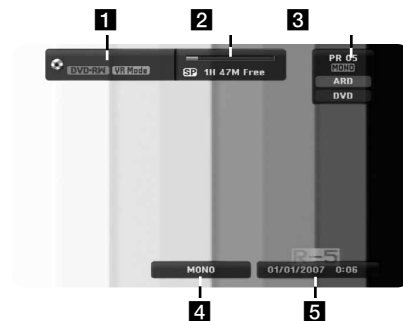 1 2 3
DVD-RW VR Mode
SP 1H 47M Free
PR 05
MONO
ARD
DVD
R-5
MONO
01/01/2007 0:06
4 5